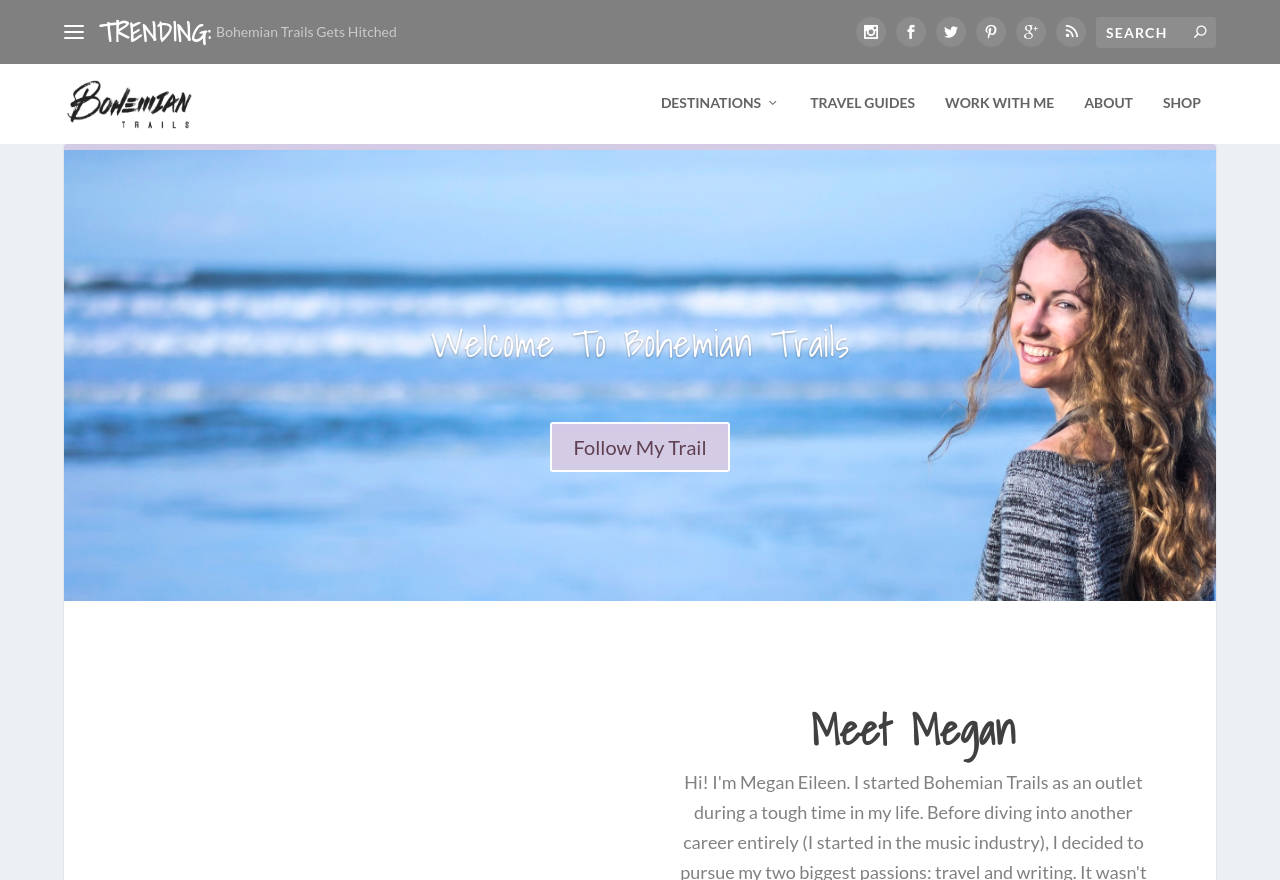 TRENDING: Bohemian Trails Gets Hitched
SEARCH
BOHEMIAN
TRAILS
DESTINATIONS
TRAVEL GUIDES
WORK WITH ME
ABOUT
SHOP
Welcome To Bohemian Trails
Follow My Trail
Meet Megan
Hi! I'm Megan Eileen. I started Bohemian Trails as an outlet
during a tough time in my life. Before diving into another
career entirely (I started in the music industry), I decided to
pursue my two biggest passions: travel and writing. It wasn't